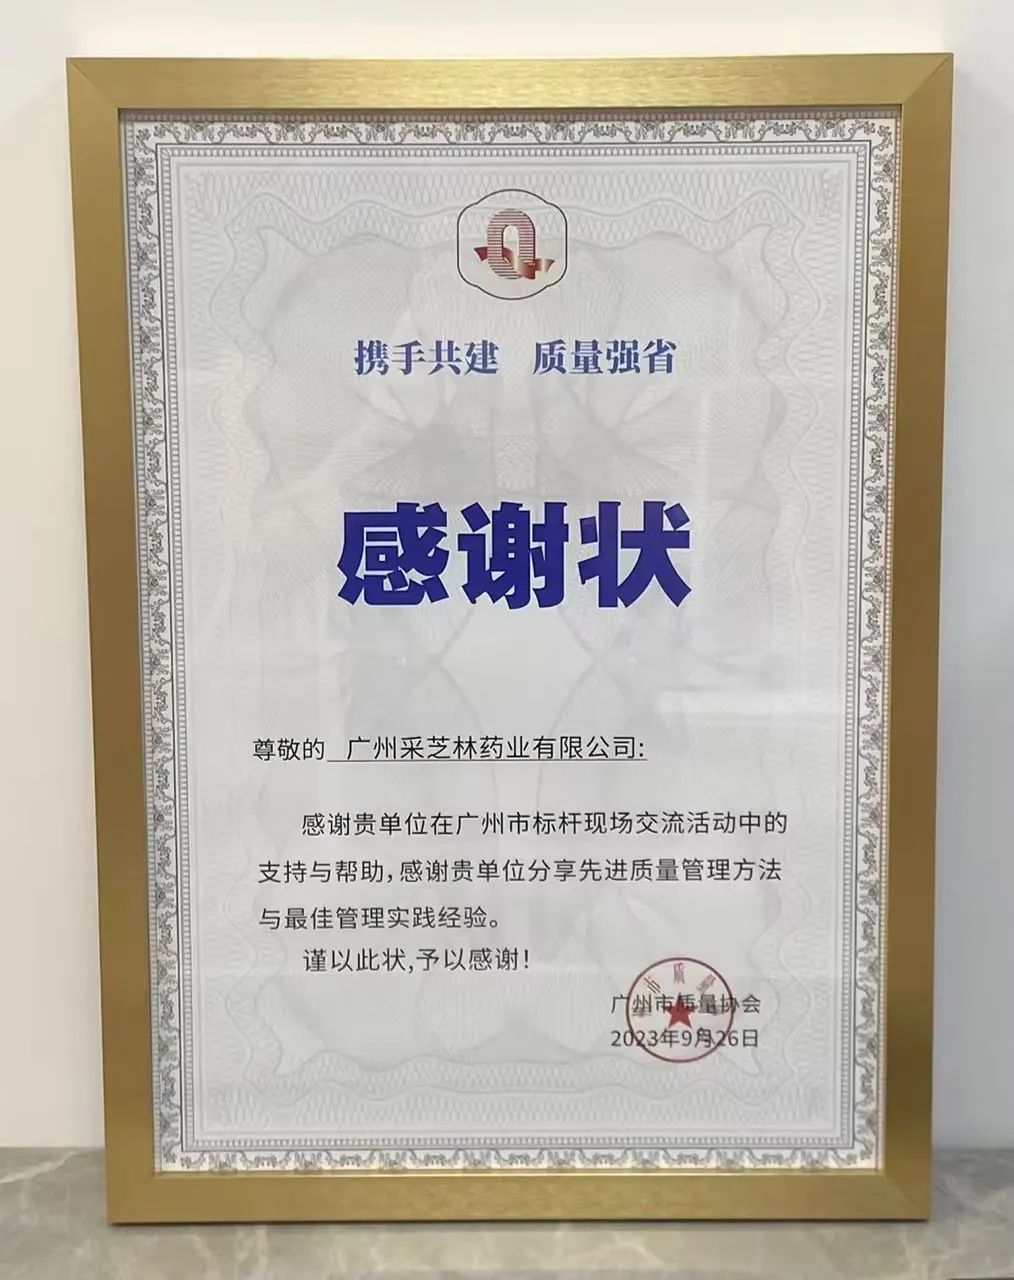 携手共建 质量强省
感谢状
尊敬的 广州采芝林药业有限公司:
感谢贵单位在广州市标杆现场交流活动中的
支持与帮助,感谢贵单位分享先进质量管理方法
与最佳管理实践经验。
谨以此状,予以感谢!
广州市质量协会
2023年9月26日